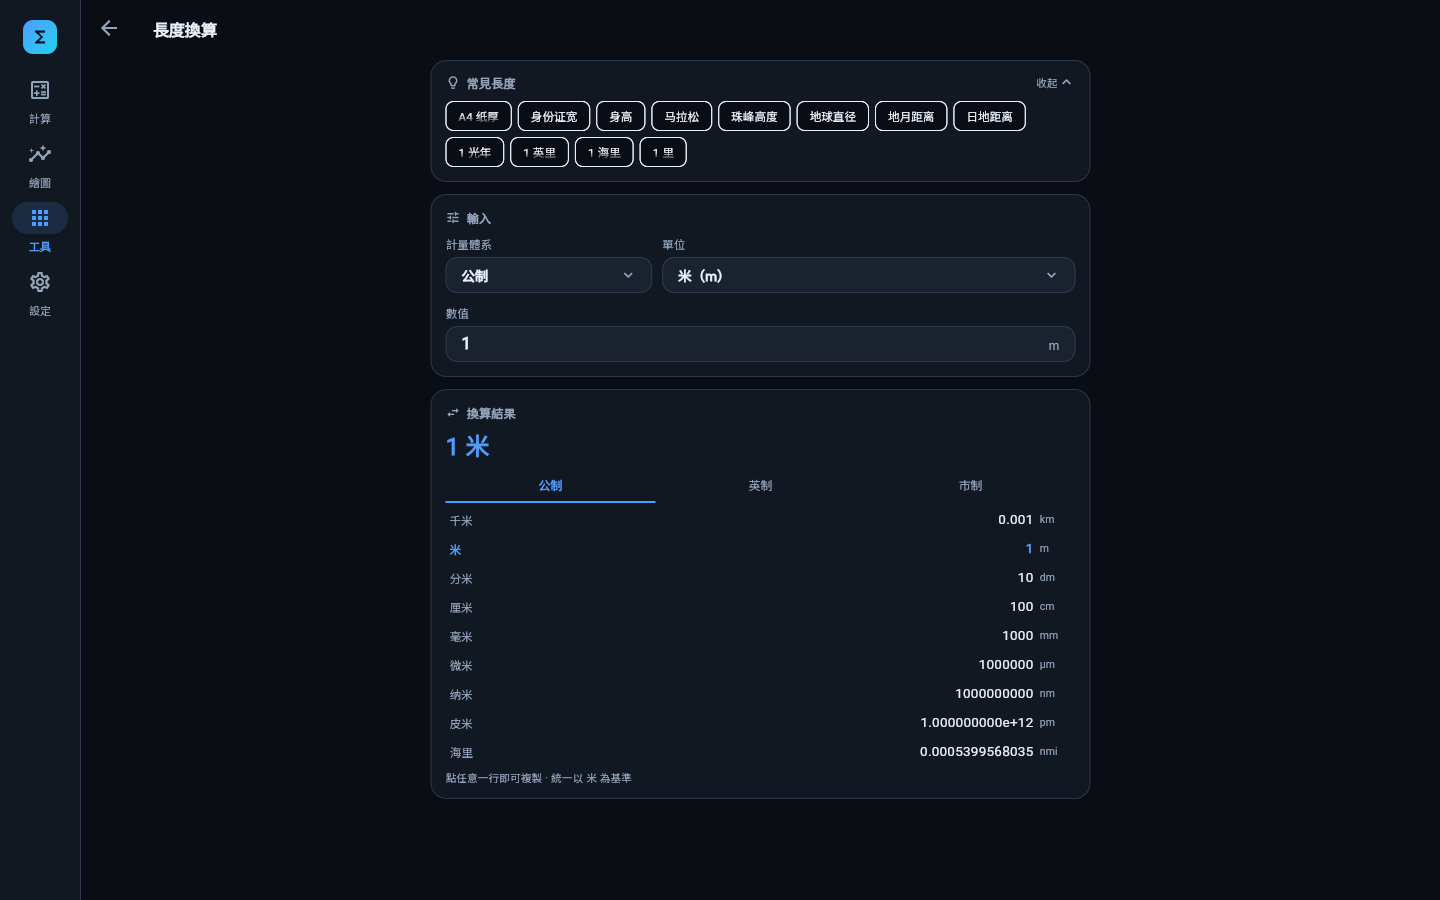 Σ
計算
繪圖
工具
設定
長度換算
常見長度
收起
A4 纸厚
身份证宽
身高
马拉松
珠峰高度
地球直径
地月距离
日地距离
1 光年
1 英里
1 海里
1 里
輸入
計量體系
單位
公制
米（m）
數值
1 m
換算結果
1 米
公制 英制 市制
千米 0.001 km
米 1 m
分米 10 dm
厘米 100 cm
毫米 1000 mm
微米 1000000 μm
纳米 1000000000 nm
皮米 1.000000000e+12 pm
海里 0.0005399568035 nmi
點任意一行即可複製 · 統一以 米 為基準